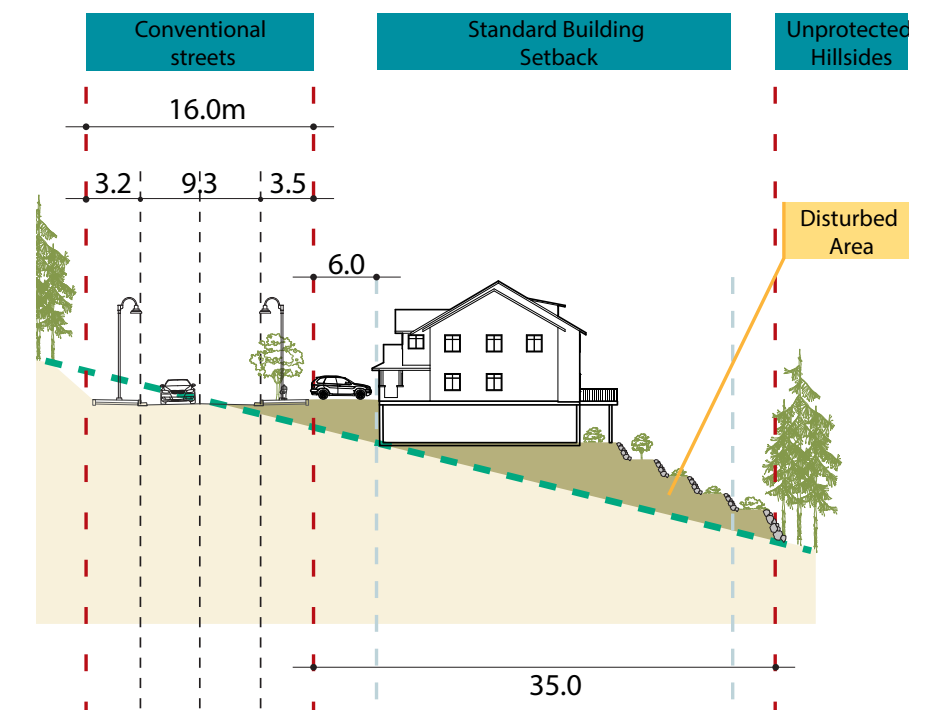 Conventional
streets
Standard Building
Setback
Unprotected
Hillsides
16.0m
3.2 9.3 3.5
Disturbed
Area
6.0
35.0